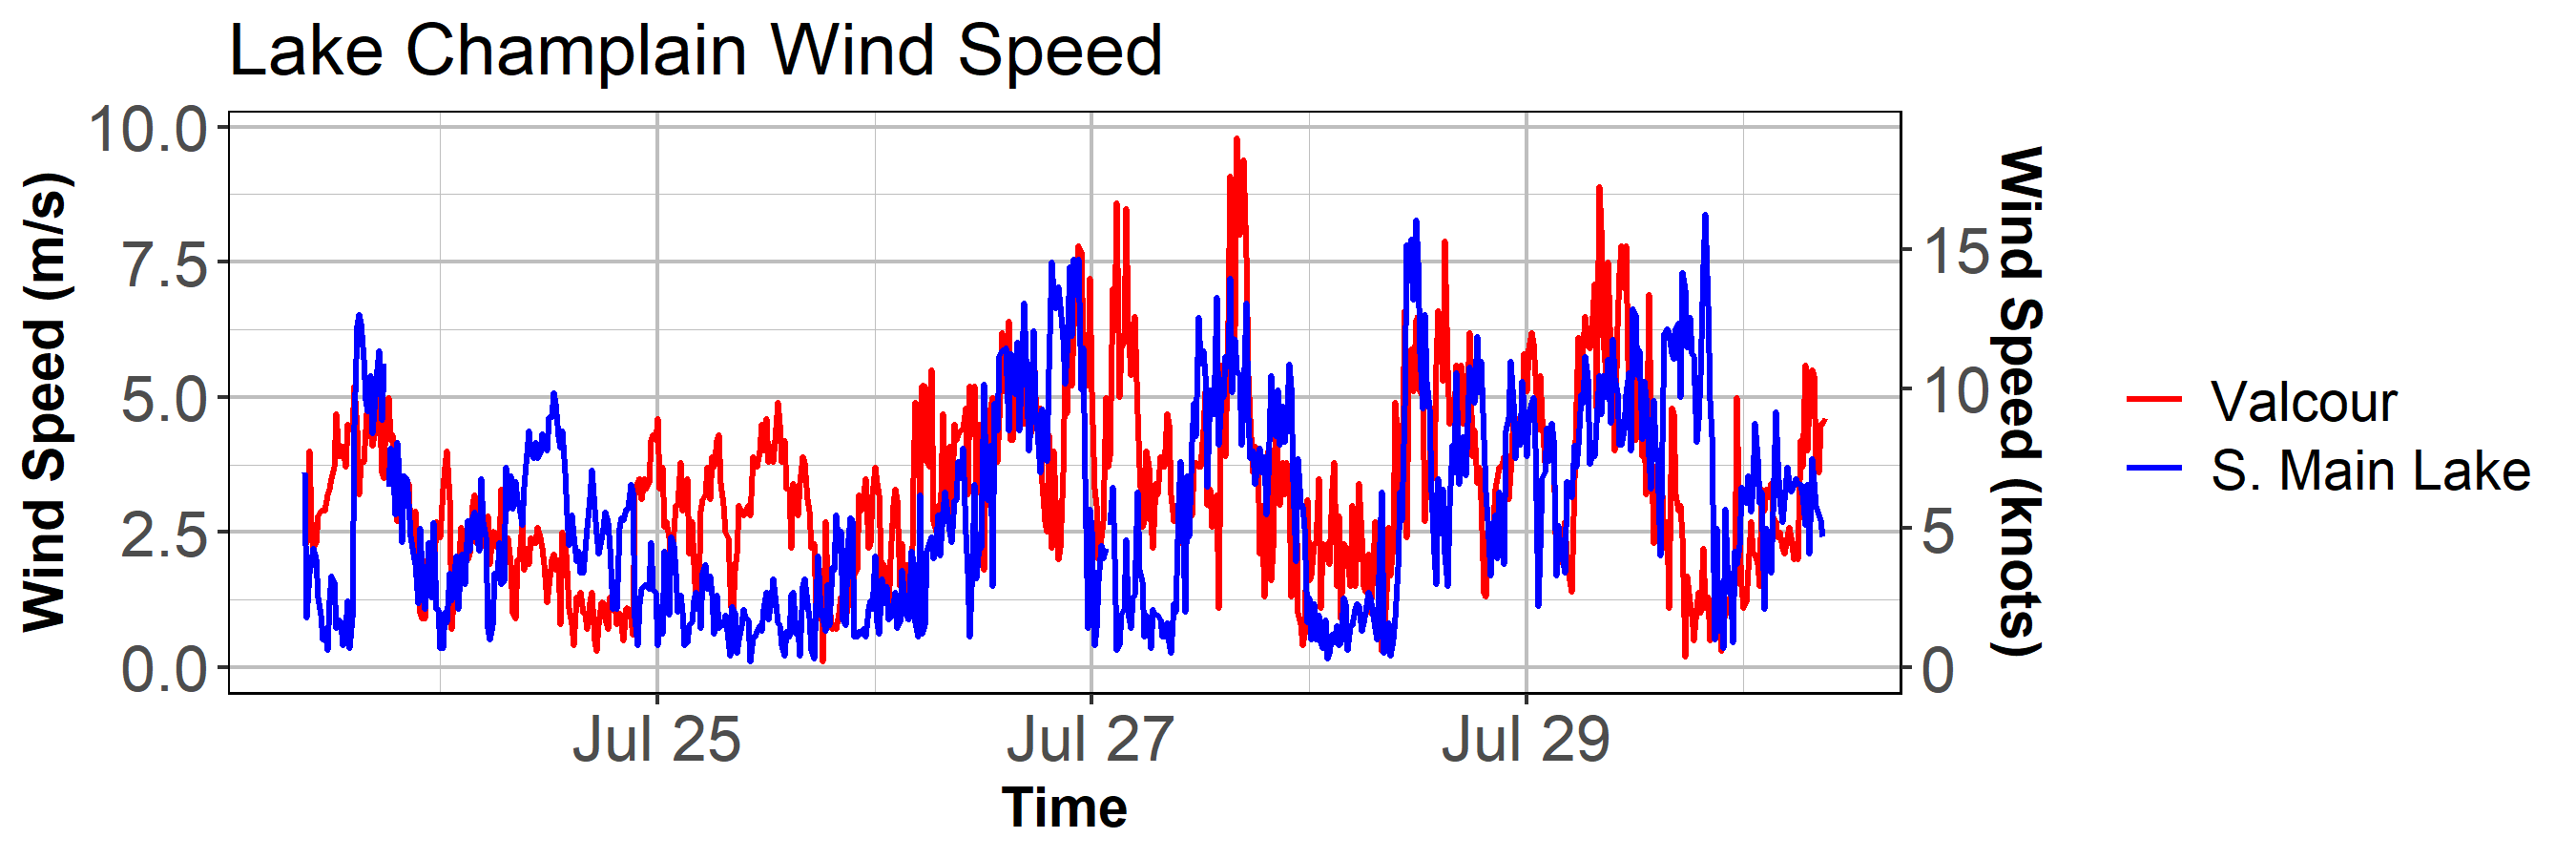 Lake Champlain Wind Speed
Wind Speed (m/s)
10.0
7.5
5.0
2.5
0.0
Jul 25
Jul 27
Jul 29
Time
15
10
5
0
Wind Speed (knots)
Valcour
S. Main Lake